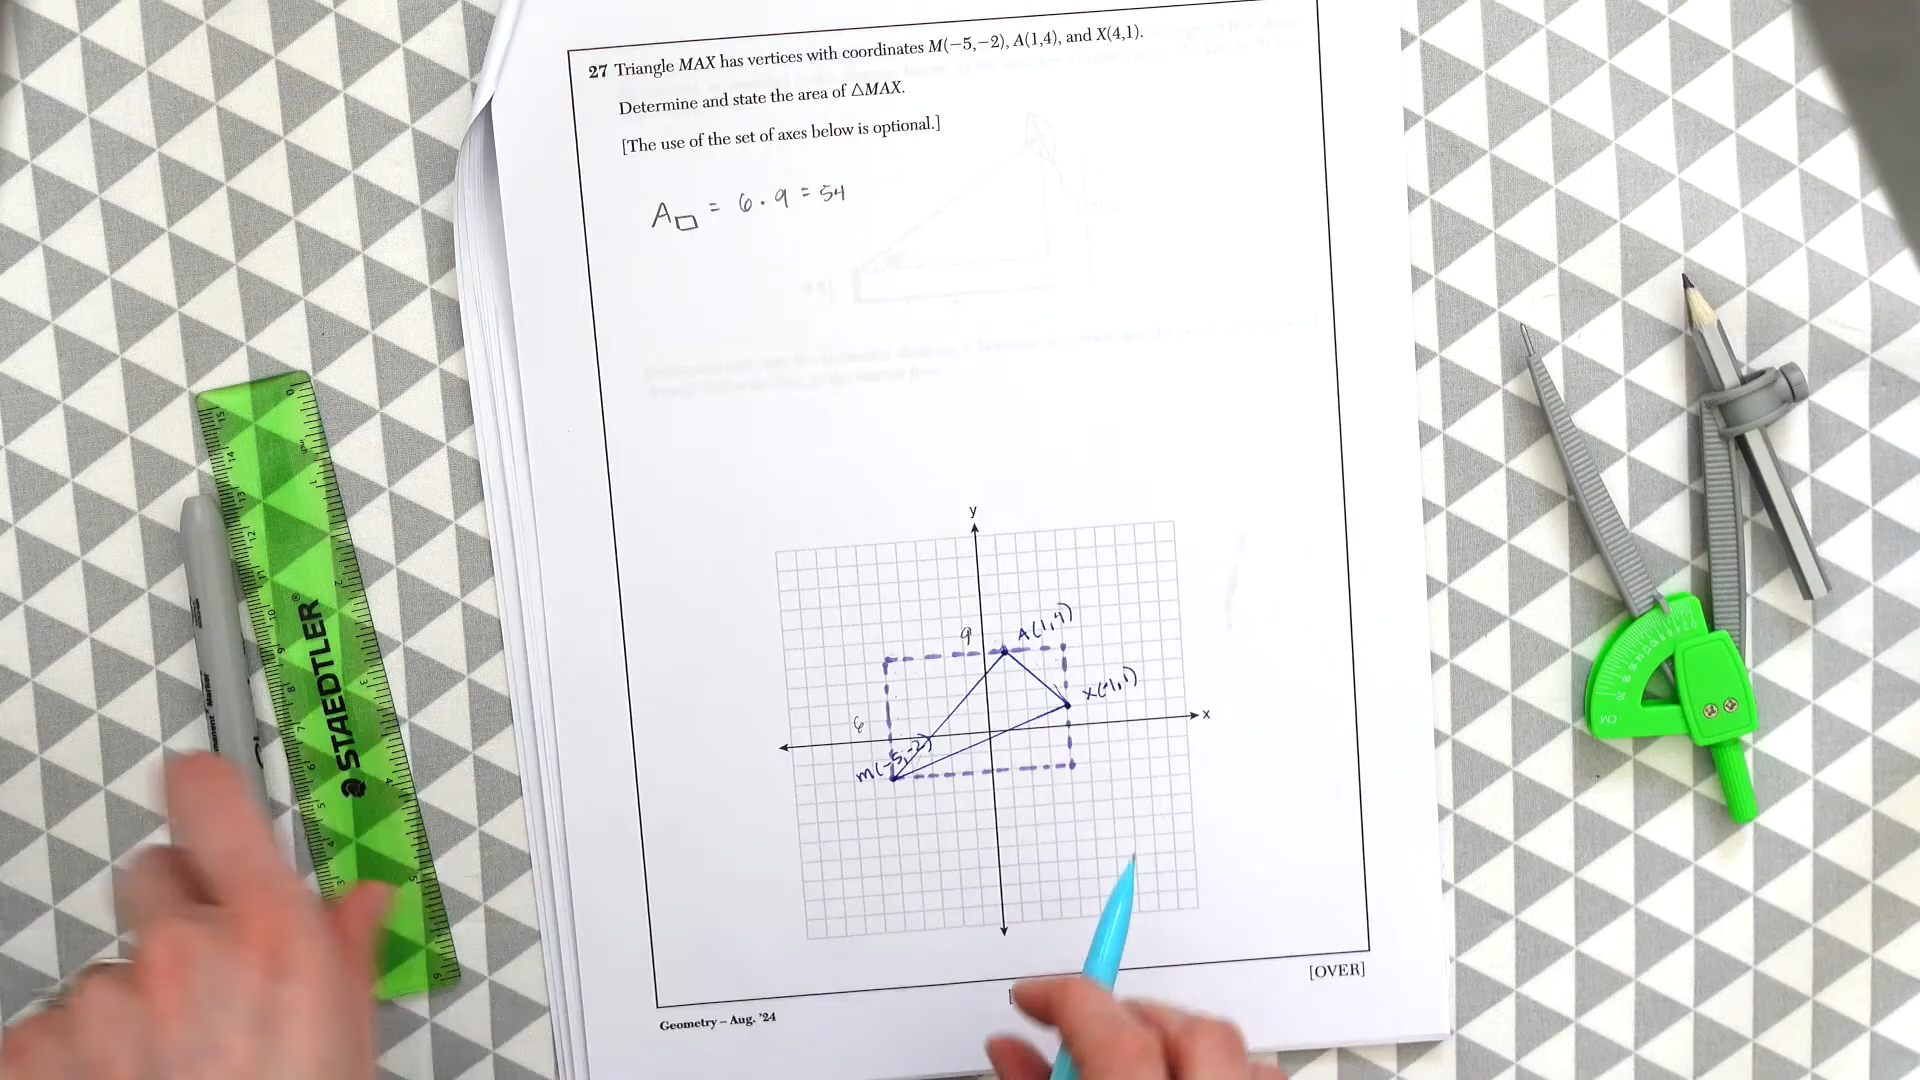 27 Triangle MAX has vertices with coordinates M(−5,−2), A(1,4), and X(4,1).
Determine and state the area of △MAX.
[The use of the set of axes below is optional.]
A▭ = 6 · 9 = 54
y
9
A(1,4)
X(4,1)
x
6
M(-5,-2)
[OVER]
Geometry – Aug. '24
STAEDTLER®
CM